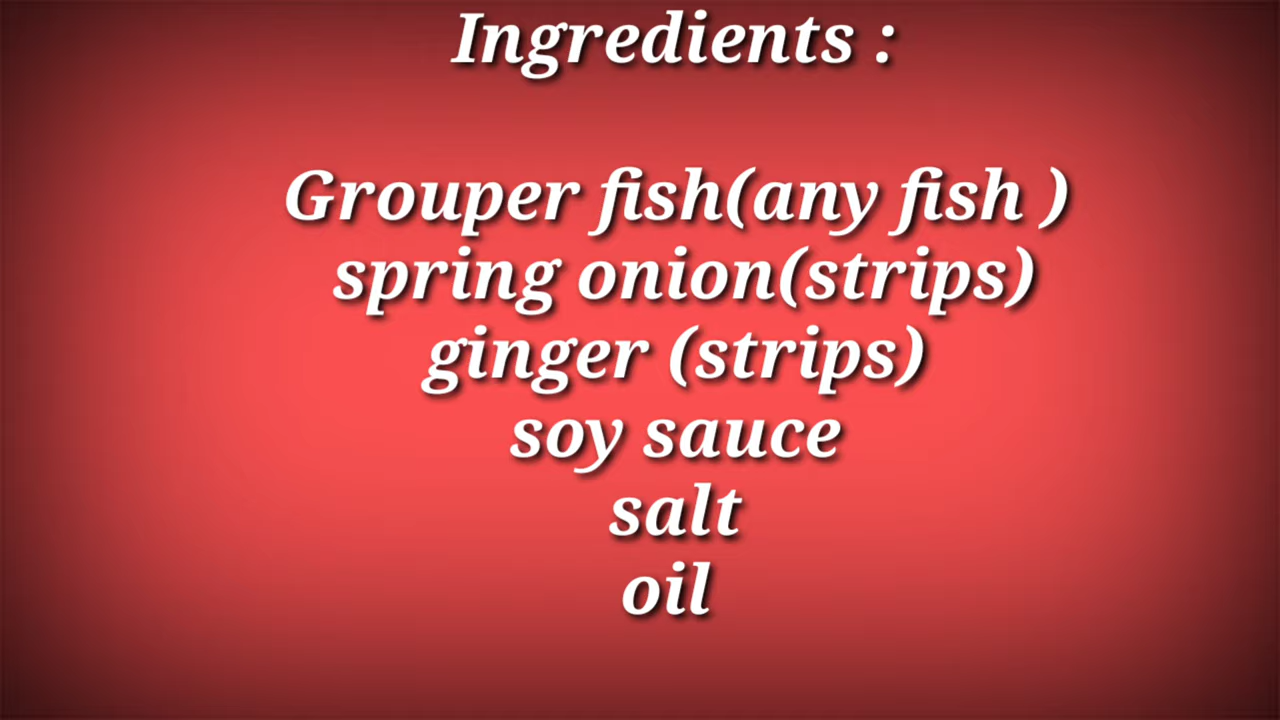 Ingredients :
Grouper fish(any fish )
spring onion(strips)
ginger (strips)
soy sauce
salt
oil